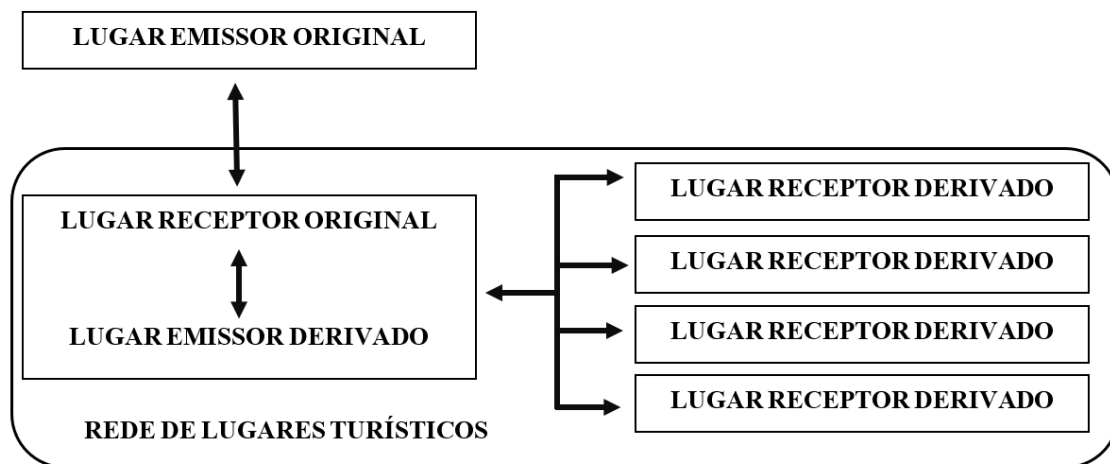 LUGAR EMISSOR ORIGINAL
LUGAR RECEPTOR ORIGINAL
LUGAR EMISSOR DERIVADO
REDE DE LUGARES TURÍSTICOS
LUGAR RECEPTOR DERIVADO
LUGAR RECEPTOR DERIVADO
LUGAR RECEPTOR DERIVADO
LUGAR RECEPTOR DERIVADO